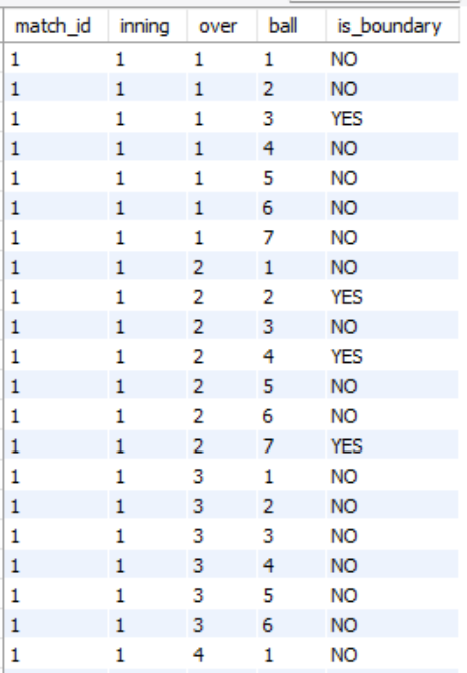 match_id inning over ball is_boundary
1 1 1 1 NO
1 1 1 2 NO
1 1 1 3 YES
1 1 1 4 NO
1 1 1 5 NO
1 1 1 6 NO
1 1 1 7 NO
1 1 2 1 NO
1 1 2 2 YES
1 1 2 3 NO
1 1 2 4 YES
1 1 2 5 NO
1 1 2 6 NO
1 1 2 7 YES
1 1 3 1 NO
1 1 3 2 NO
1 1 3 3 NO
1 1 3 4 NO
1 1 3 5 NO
1 1 3 6 NO
1 1 4 1 NO